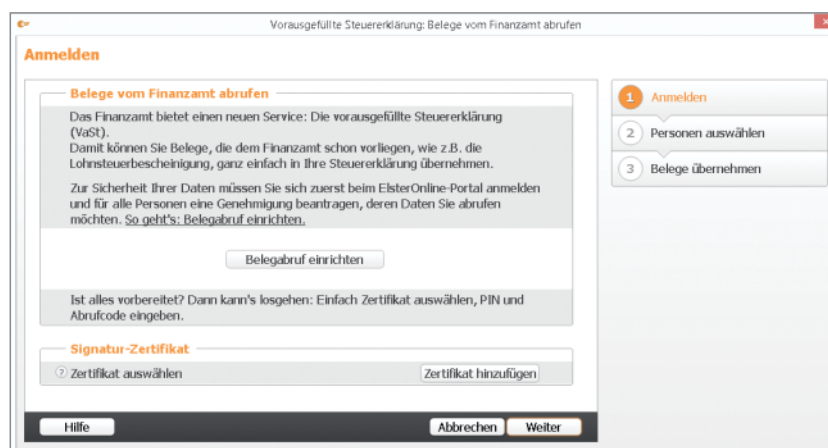 Vorausgefüllte Steuererklärung: Belege vom Finanzamt abrufen
Anmelden
Belege vom Finanzamt abrufen
Das Finanzamt bietet einen neuen Service: Die vorausgefüllte Steuererklärung
(VaSt).
Damit können Sie Belege, die dem Finanzamt schon vorliegen, wie z.B. die
Lohnsteuerbescheinigung, ganz einfach in Ihre Steuererklärung übernehmen.
Zur Sicherheit Ihrer Daten müssen Sie sich zuerst beim ElsterOnline-Portal anmelden
und für alle Personen eine Genehmigung beantragen, deren Daten Sie abrufen
möchten. So geht's: Belegabruf einrichten.
Belegabruf einrichten
Ist alles vorbereitet? Dann kann's losgehen: Einfach Zertifikat auswählen, PIN und
Abrufcode eingeben.
Signatur-Zertifikat
? Zertifikat auswählen Zertifikat hinzufügen
Hilfe Abbrechen Weiter
1 Anmelden
2 Personen auswählen
3 Belege übernehmen